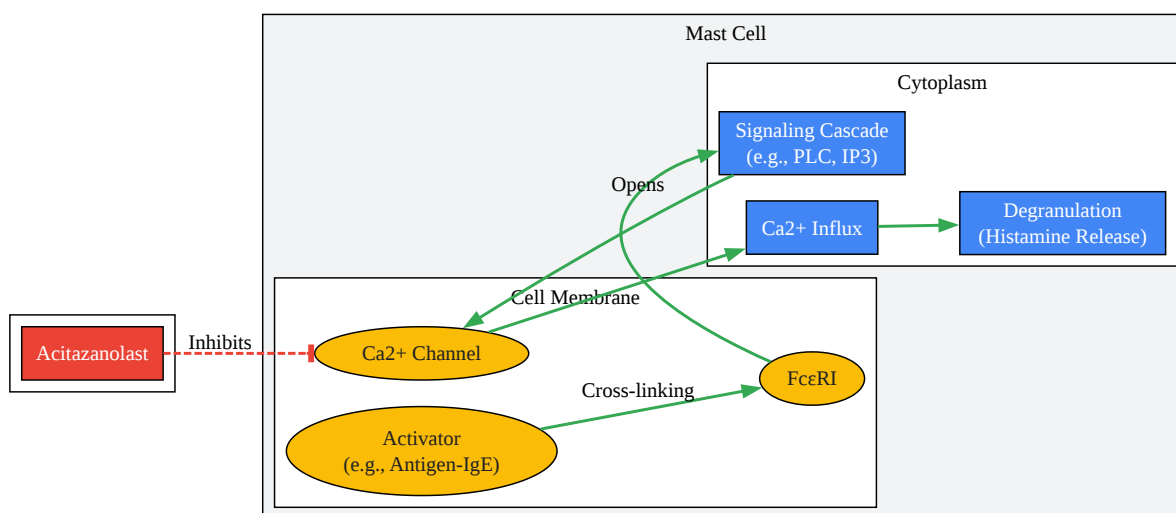 Mast Cell
Cytoplasm
Signaling Cascade
(e.g., PLC, IP3)
Opens
Ca2+ Influx
Degranulation
(Histamine Release)
Cell Membrane
Acitazanolast
Inhibits
Ca2+ Channel
FcεRI
Cross-linking
Activator
(e.g., Antigen-IgE)